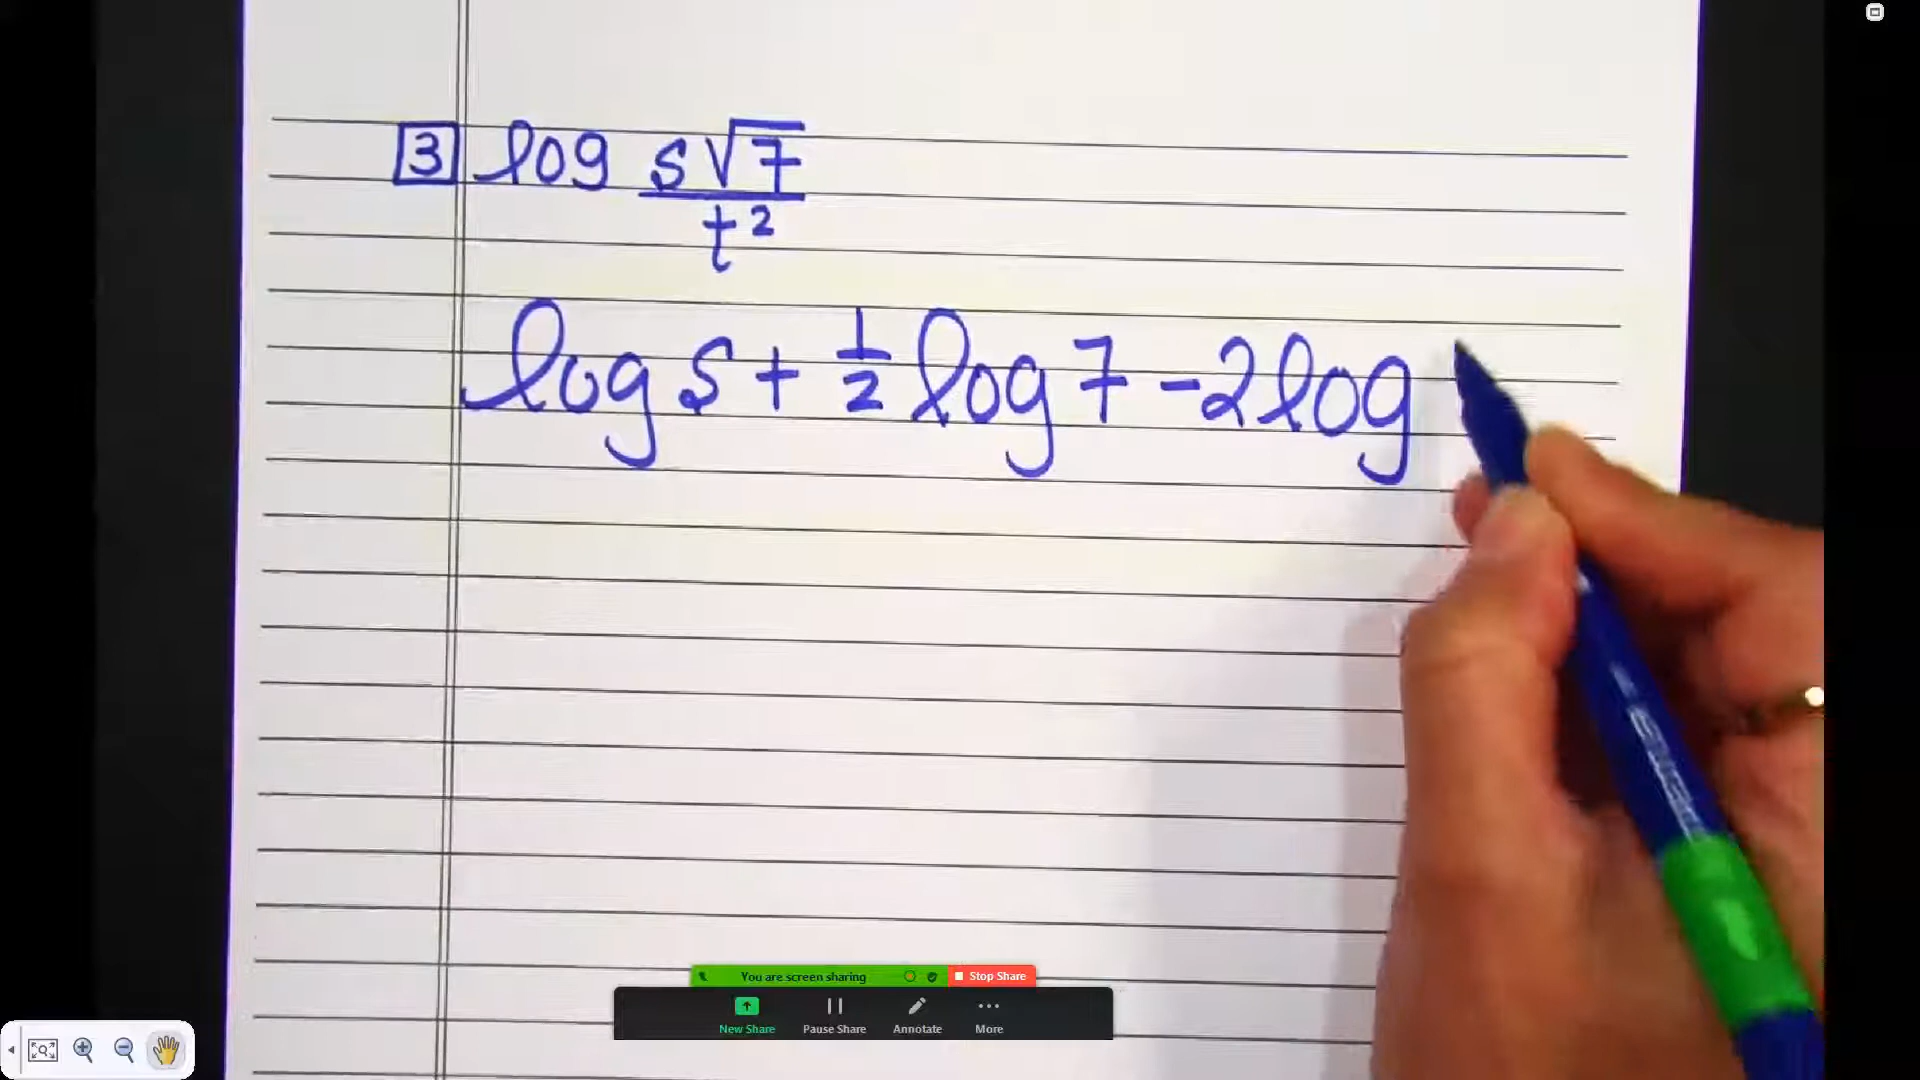 3 log s√7
t²
log s + 1/2 log 7 - 2 log
You are screen sharing Stop Share
New Share Pause Share Annotate More